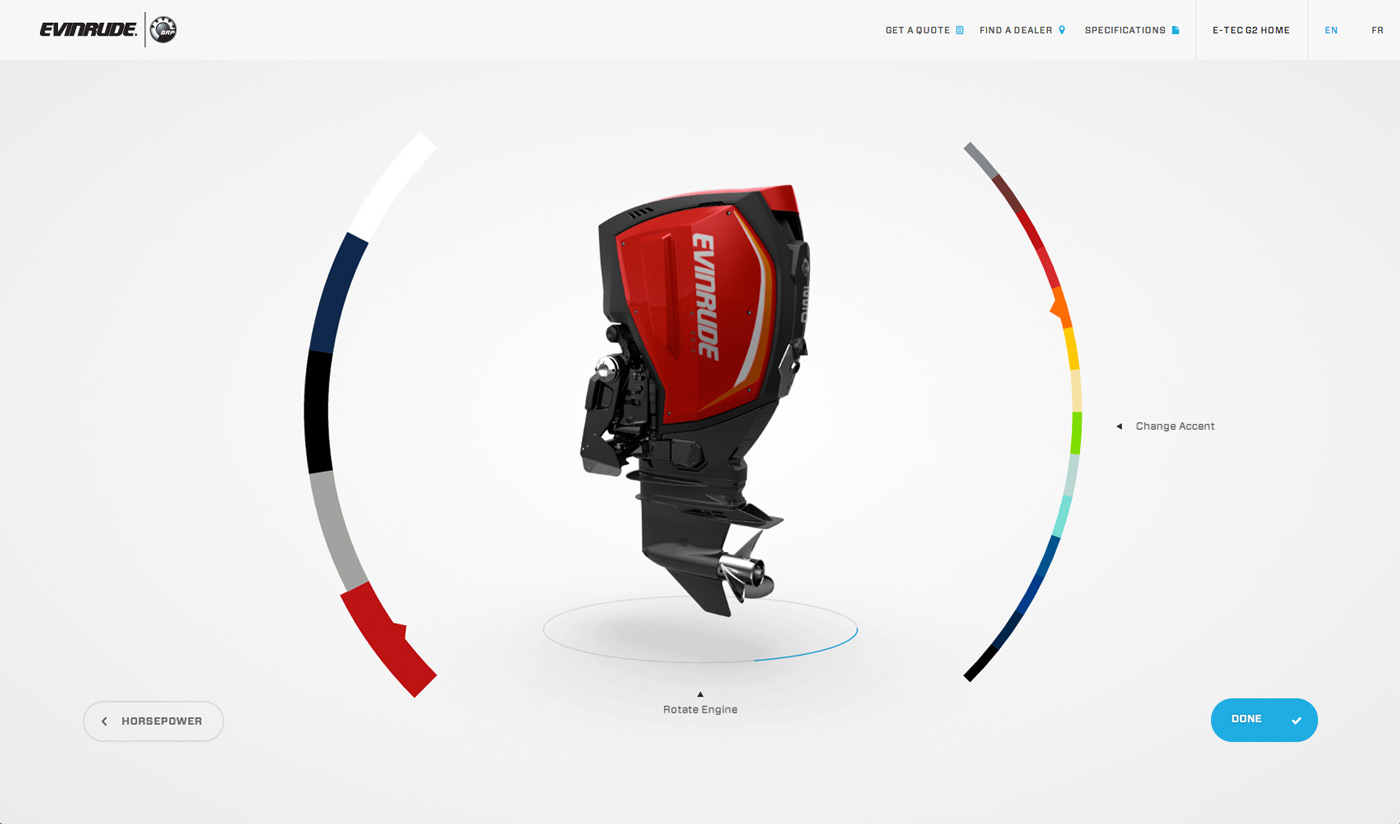 EVINRUDE.
BRP
GET A QUOTE
FIND A DEALER
SPECIFICATIONS
E-TEC G2 HOME
EN
FR
EVINRUDE
Change Accent
Rotate Engine
HORSEPOWER
DONE